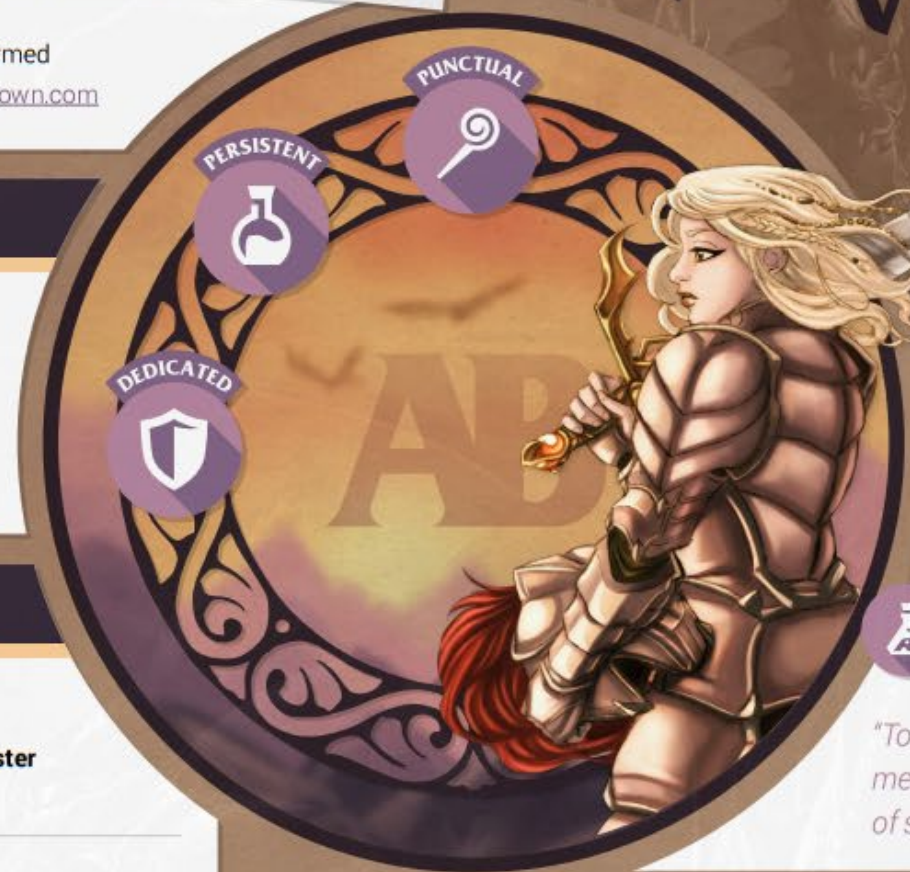 rmed
own.com
PUNCTUAL
PERSISTENT
DEDICATED
AB
ster
"To
me
of s